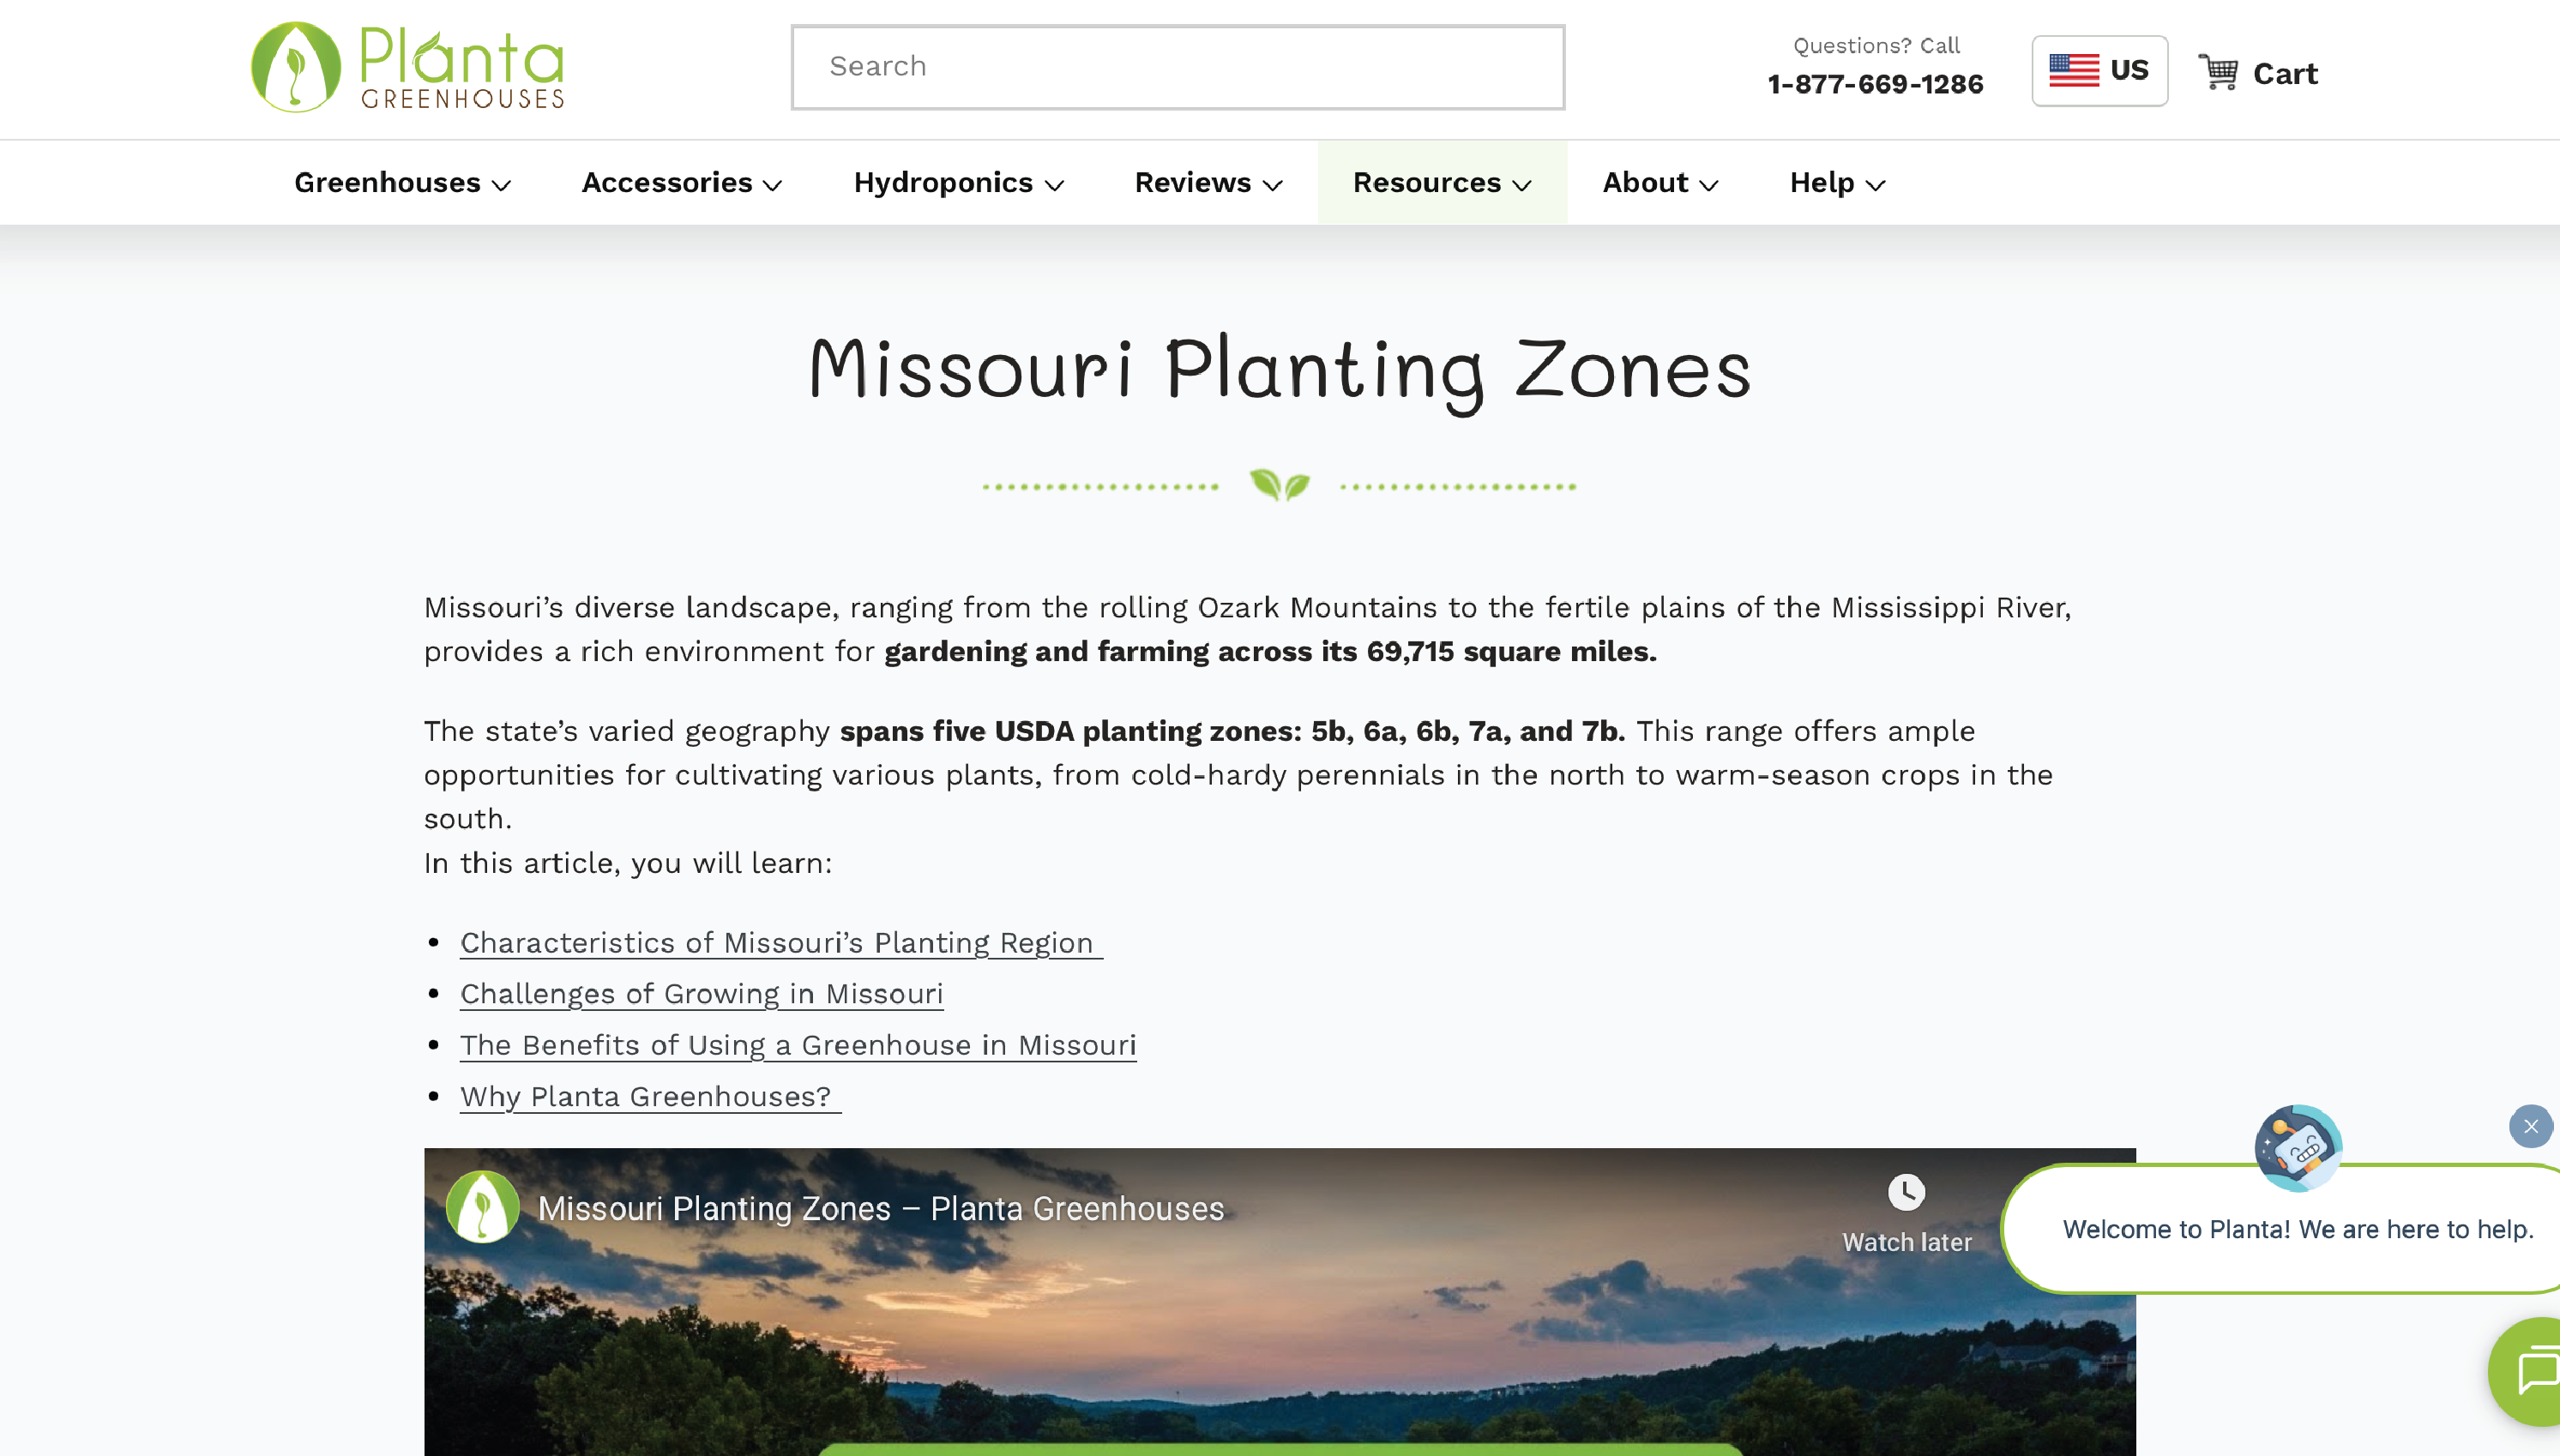 Planta
GREENHOUSES
Search
Questions? Call
1-877-669-1286
US
Cart
Greenhouses
Accessories
Hydroponics
Reviews
Resources
About
Help
Missouri Planting Zones
Missouri’s diverse landscape, ranging from the rolling Ozark Mountains to the fertile plains of the Mississippi River,
provides a rich environment for gardening and farming across its 69,715 square miles.
The state’s varied geography spans five USDA planting zones: 5b, 6a, 6b, 7a, and 7b. This range offers ample
opportunities for cultivating various plants, from cold-hardy perennials in the north to warm-season crops in the
south.
In this article, you will learn:
• Characteristics of Missouri’s Planting Region
• Challenges of Growing in Missouri
• The Benefits of Using a Greenhouse in Missouri
• Why Planta Greenhouses?
Missouri Planting Zones – Planta Greenhouses
Watch later
Welcome to Planta! We are here to help.